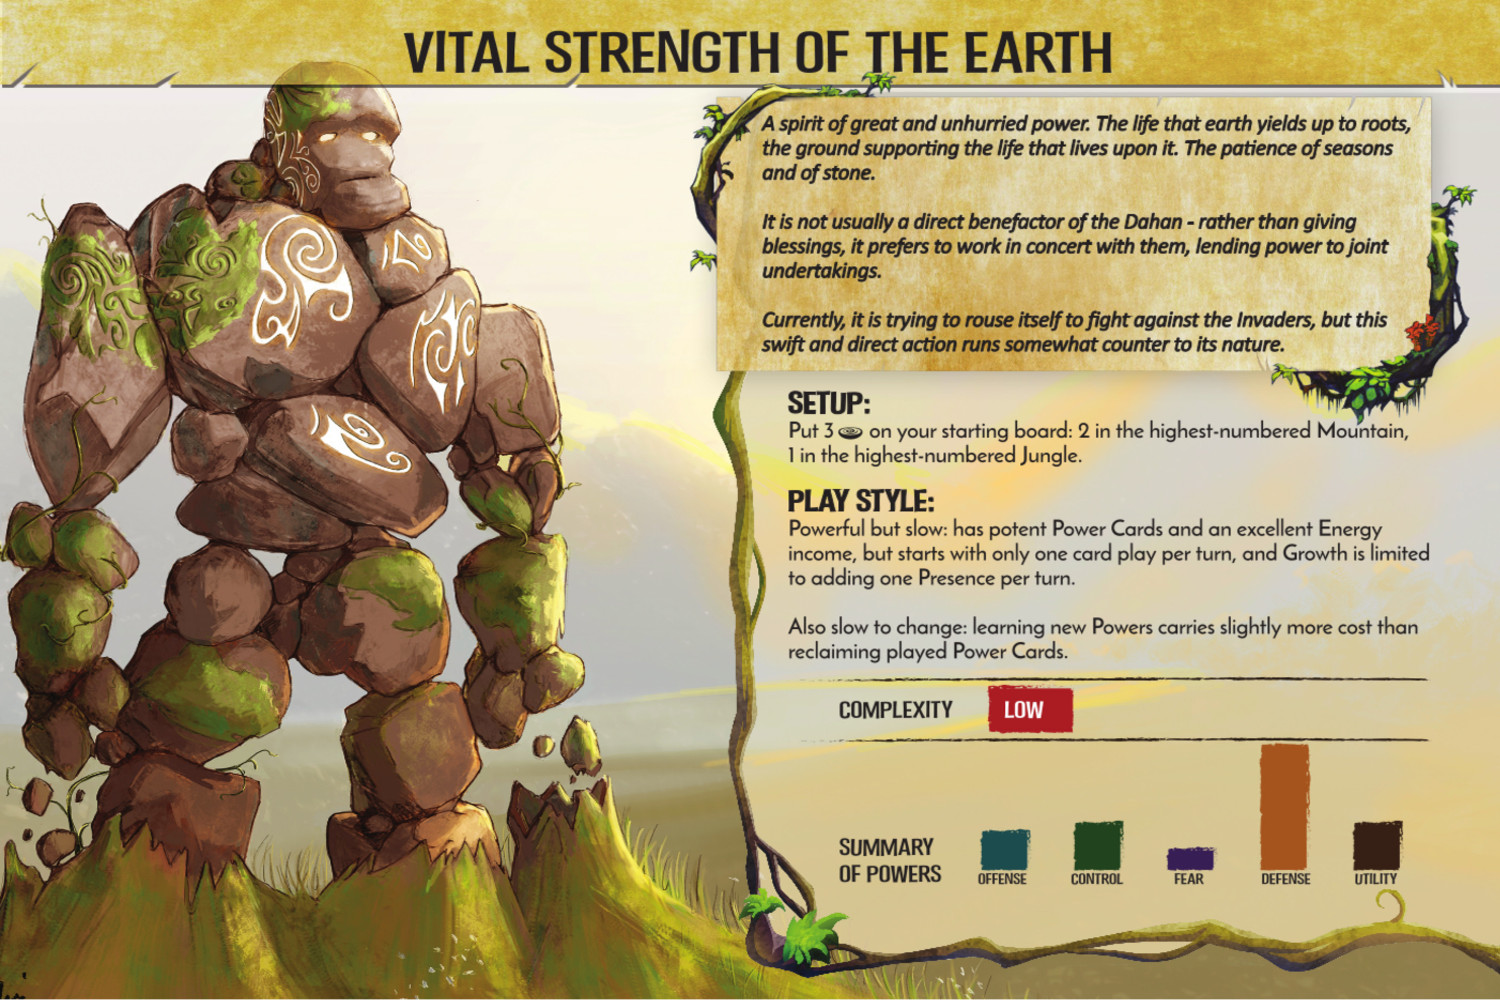 VITAL STRENGTH OF THE EARTH
A spirit of great and unhurried power. The life that earth yields up to roots,
the ground supporting the life that lives upon it. The patience of seasons
and of stone.
It is not usually a direct benefactor of the Dahan - rather than giving
blessings, it prefers to work in concert with them, lending power to joint
undertakings.
Currently, it is trying to rouse itself to fight against the Invaders, but this
swift and direct action runs somewhat counter to its nature.
SETUP:
Put 3 on your starting board: 2 in the highest-numbered Mountain,
1 in the highest-numbered Jungle.
PLAY STYLE:
Powerful but slow: has potent Power Cards and an excellent Energy
income, but starts with only one card play per turn, and Growth is limited
to adding one Presence per turn.
Also slow to change: learning new Powers carries slightly more cost than
reclaiming played Power Cards.
COMPLEXITY LOW
SUMMARY
OF POWERS
OFFENSE CONTROL FEAR DEFENSE UTILITY